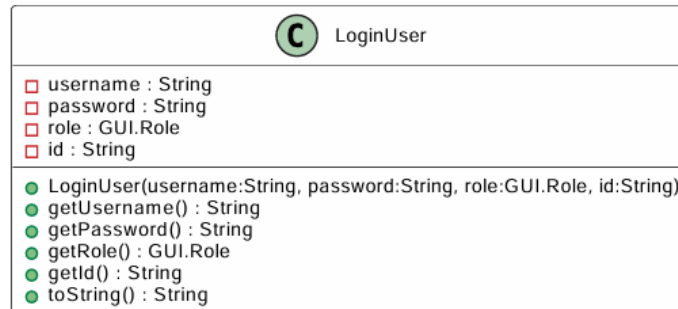 C LoginUser
username : String
password : String
role : GUI.Role
id : String
LoginUser(username:String, password:String, role:GUI.Role, id:String)
getUsername() : String
getPassword() : String
getRole() : GUI.Role
getId() : String
toString() : String